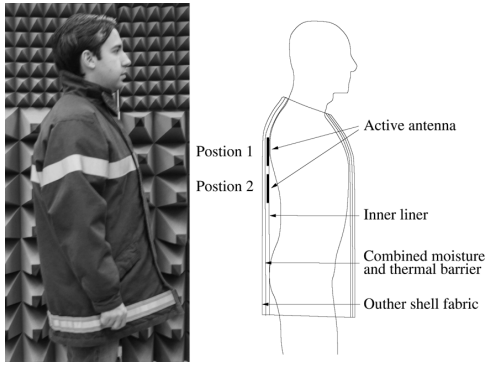 Postion 1
Postion 2
Active antenna
Inner liner
Combined moisture
and thermal barrier
Outher shell fabric